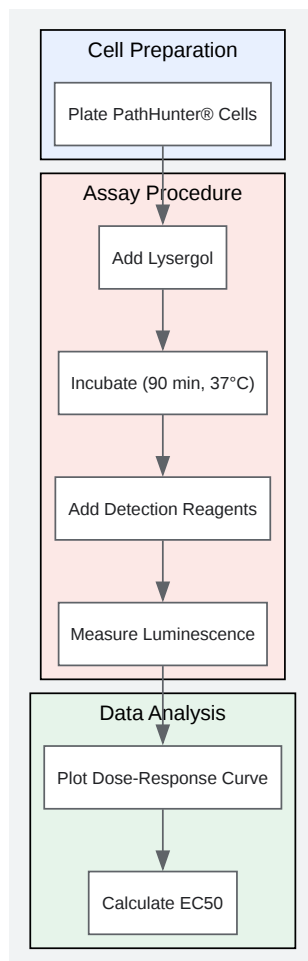 Cell Preparation
Plate PathHunter® Cells
Assay Procedure
Add Lysergol
Incubate (90 min, 37°C)
Add Detection Reagents
Measure Luminescence
Data Analysis
Plot Dose-Response Curve
Calculate EC50